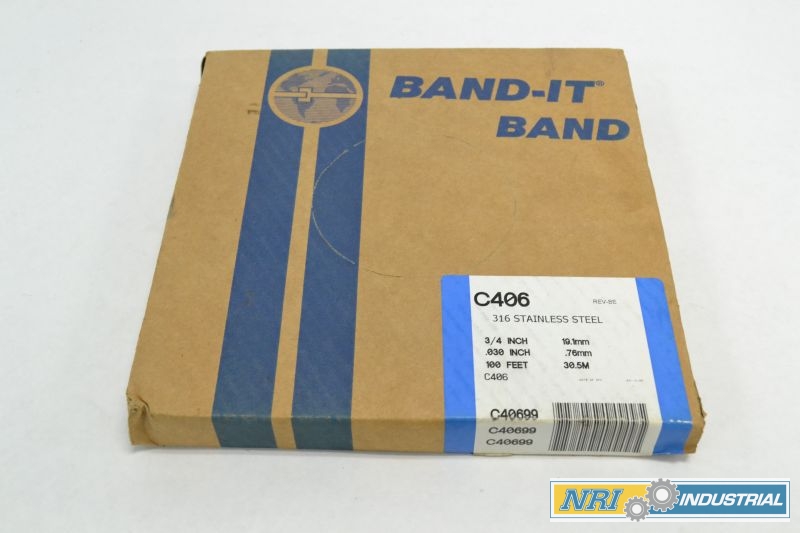 BAND-IT®
BAND
C406 REV-BE
316 STAINLESS STEEL
3/4 INCH 19.1mm
.030 INCH .76mm
100 FEET 30.5M
C406
C40699
C40699
C40699
NRI INDUSTRIAL